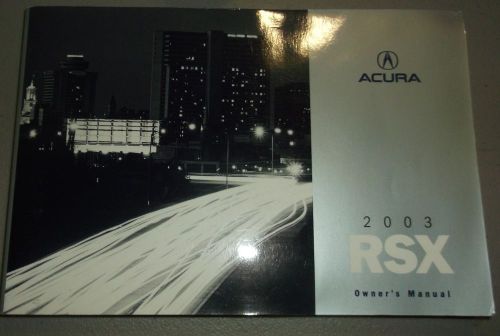 ACURA
2003
RSX
Owner's Manual